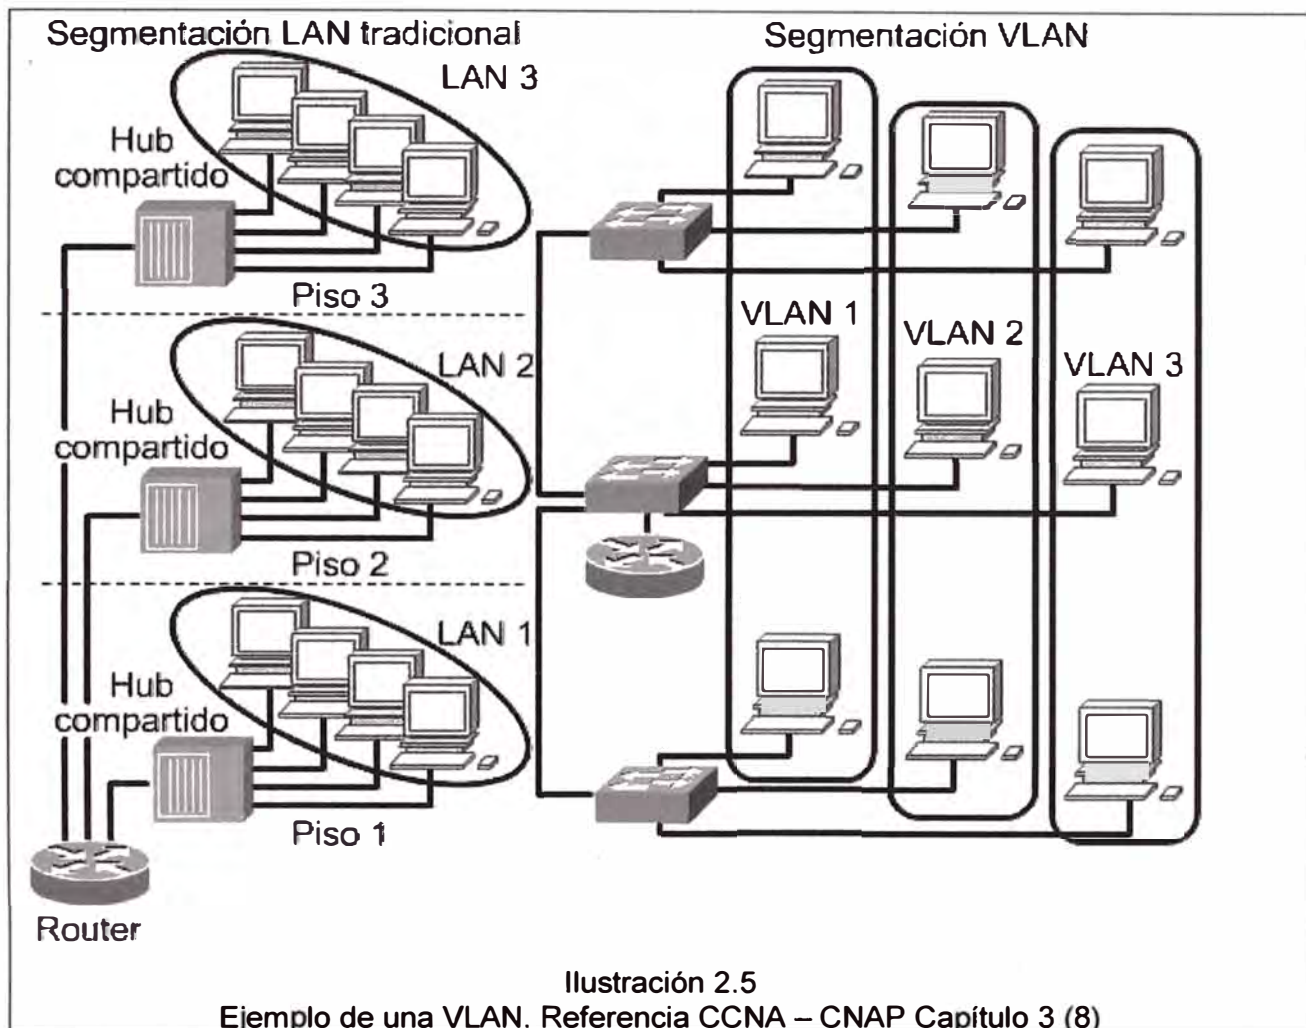 Segmentación LAN tradicional
LAN 3
Hub
compartido
Piso 3
LAN 2
Hub
compartido
Piso 2
LAN 1
Hub
compartido
Piso 1
Router
Segmentación VLAN
VLAN 1
VLAN 2
VLAN 3
Ilustración 2.5
Ejemplo de una VLAN. Referencia CCNA – CNAP Capítulo 3 (8)